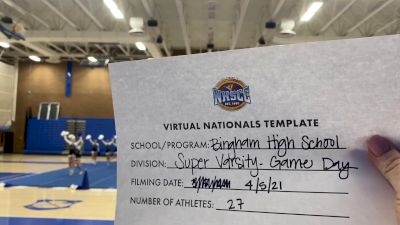 NHSCC
VIRTUAL NATIONALS TEMPLATE
SCHOOL/PROGRAM: Bingham High School
DIVISION: Super Varsity - Game Day
FILMING DATE: 4/5/21
NUMBER OF ATHLETES: 27